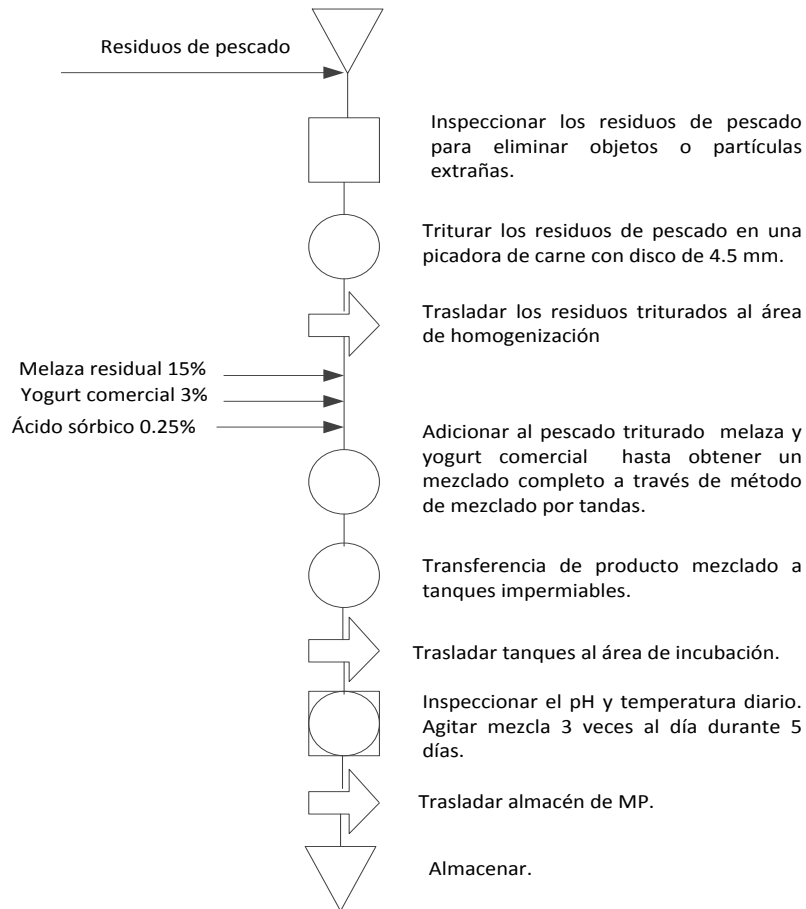 Residuos de pescado
Inspeccionar los residuos de pescado
para eliminar objetos o partículas
extrañas.
Triturar los residuos de pescado en una
picadora de carne con disco de 4.5 mm.
Trasladar los residuos triturados al área
de homogenización
Melaza residual 15%
Yogurt comercial 3%
Ácido sórbico 0.25%
Adicionar al pescado triturado melaza y
yogurt comercial hasta obtener un
mezclado completo a través de método
de mezclado por tandas.
Transferencia de producto mezclado a
tanques impermiables.
Trasladar tanques al área de incubación.
Inspeccionar el pH y temperatura diario.
Agitar mezcla 3 veces al día durante 5
días.
Trasladar almacén de MP.
Almacenar.